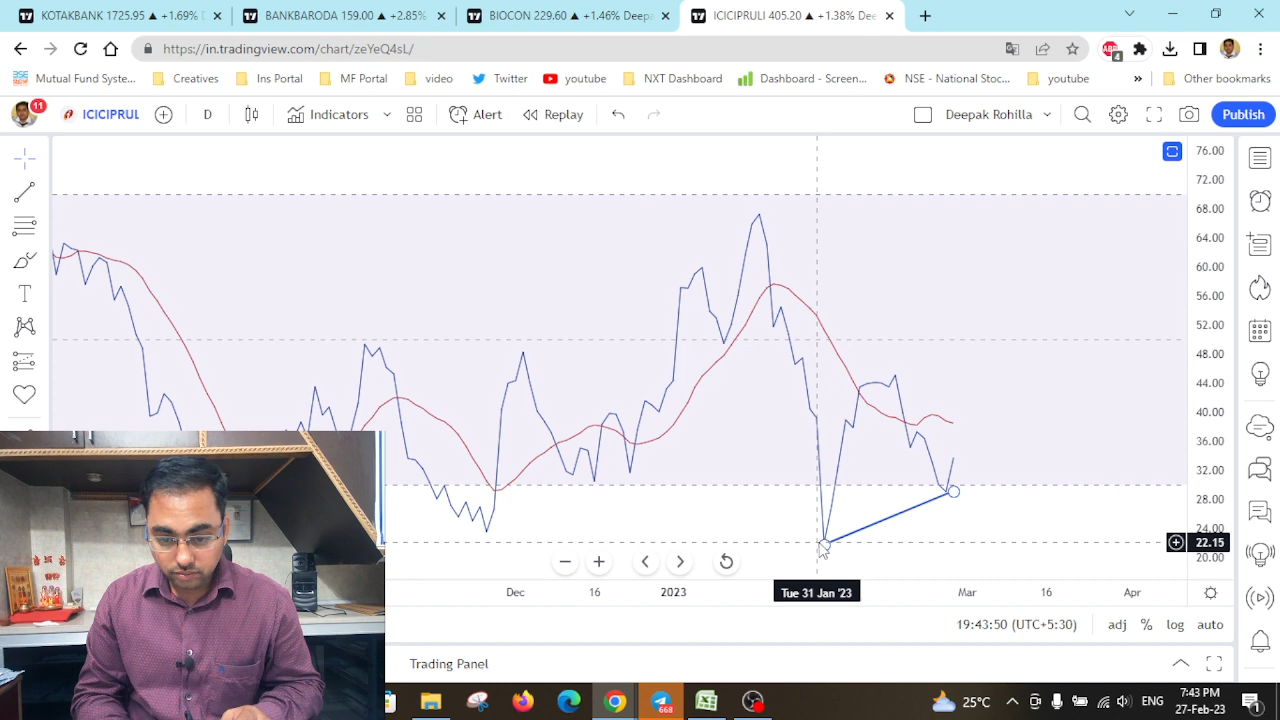 KOTAKBANK 1725.95 ▲ +1.69% D
BANKBARODA 159.00 ▲ +2.85%
BIOCON 229.60 ▲ +1.46% Deepa
ICICIPRULI 405.20 ▲ +1.38% Dee
https://in.tradingview.com/chart/zeYeQ4sL/
4
Mutual Fund Syste...
Creatives
Ins Portal
MF Portal
video
Twitter
youtube
NXT Dashboard
Dashboard - Screen...
NSE - National Stoc...
youtube
»
Other bookmarks
11
ICICIPRUL
D
Indicators
Alert
Replay
Deepak Rohilla
Publish
76.00
72.00
68.00
64.00
60.00
56.00
52.00
48.00
44.00
40.00
36.00
32.00
28.00
24.00
22.15
20.00
Dec
16
2023
Tue 31 Jan '23
Mar
16
Apr
19:43:50 (UTC+5:30)
adj
%
log
auto
Trading Panel
668
25°C
ENG
7:43 PM
27-Feb-23
1